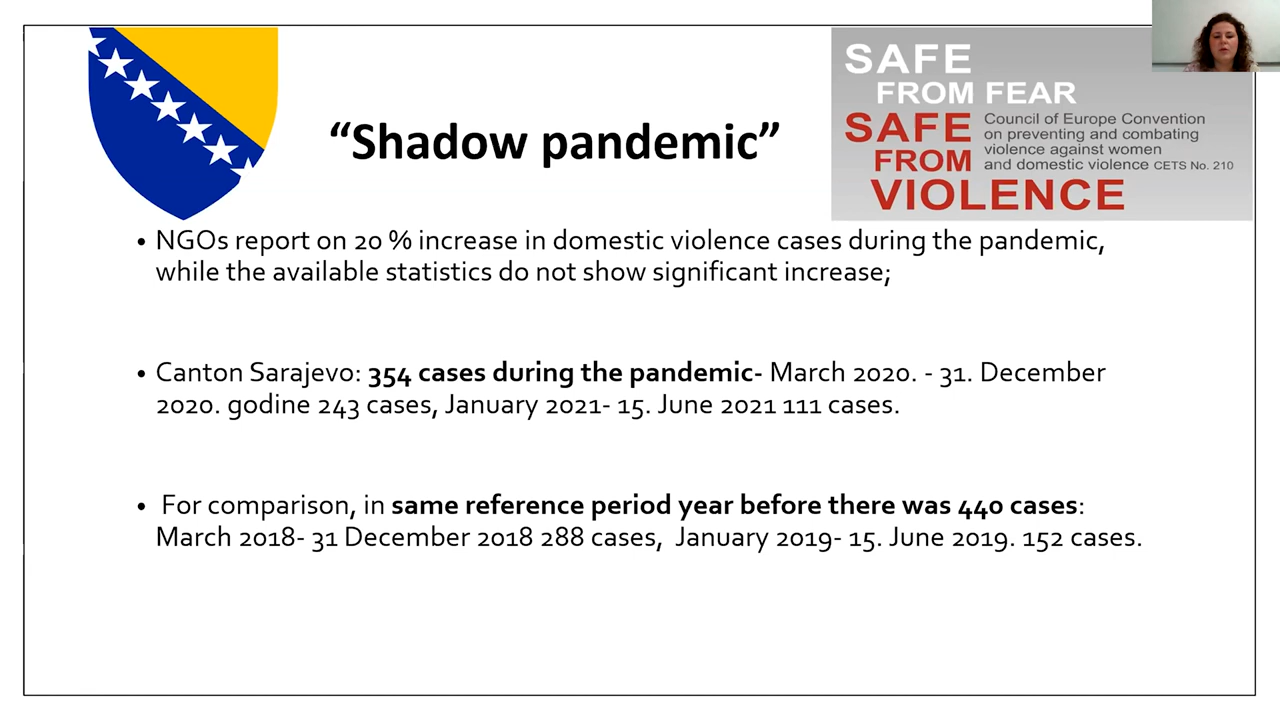 “Shadow pandemic”
SAFE
FROM FEAR
SAFE
FROM
VIOLENCE
Council of Europe Convention
on preventing and combating
violence against women
and domestic violence CETS No. 210
• NGOs report on 20 % increase in domestic violence cases during the pandemic,
while the available statistics do not show significant increase;
• Canton Sarajevo: 354 cases during the pandemic- March 2020. - 31. December
2020. godine 243 cases, January 2021- 15. June 2021 111 cases.
• For comparison, in same reference period year before there was 440 cases:
March 2018- 31 December 2018 288 cases, January 2019- 15. June 2019. 152 cases.